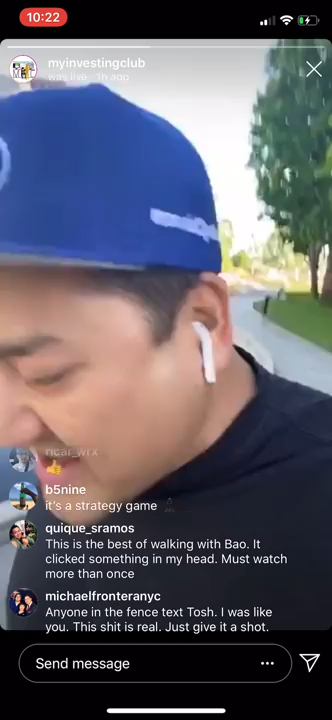 10:22
myinvestingclub
was live · 1h ago
ricar_wrx
👍
b5nine
it's a strategy game
quique_sramos
This is the best of walking with Bao. It
clicked something in my head. Must watch
more than once
michaelfronteranyc
Anyone in the fence text Tosh. I was like
you. This shit is real. Just give it a shot.
Send message